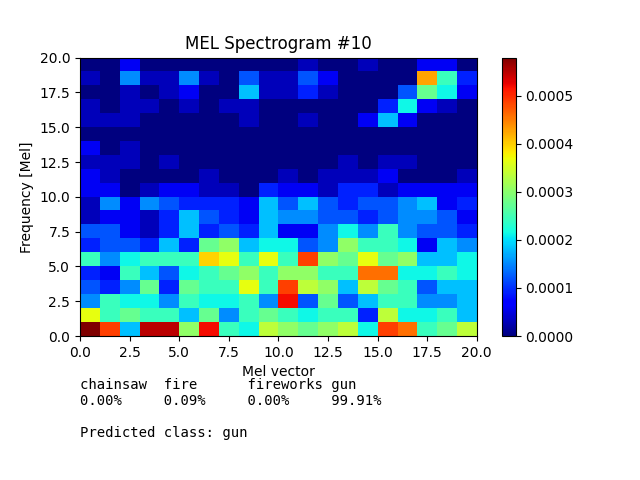 MEL Spectrogram #10
20.0
17.5
15.0
12.5
10.0
7.5
5.0
2.5
0.0
Frequency [Mel]
0.0 2.5 5.0 7.5 10.0 12.5 15.0 17.5 20.0
Mel vector
0.0005
0.0004
0.0003
0.0002
0.0001
0.0000
chainsaw fire fireworks gun
0.00% 0.09% 0.00% 99.91%
Predicted class: gun